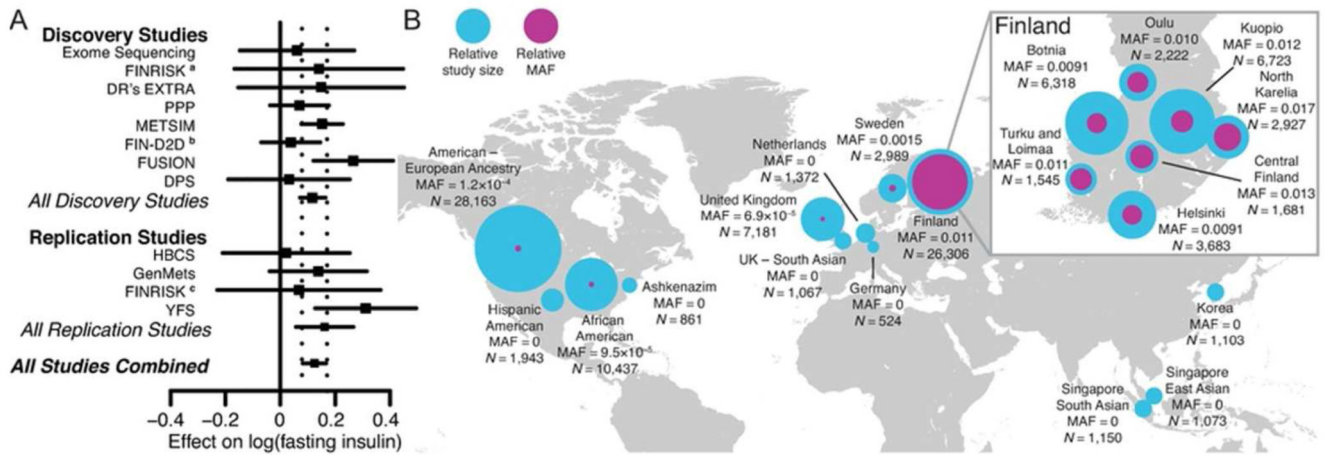 A
Discovery Studies
Exome Sequencing
FINRISK ᵃ
DR's EXTRA
PPP
METSIM
FIN-D2D ᵇ
FUSION
DPS
All Discovery Studies
Replication Studies
HBCS
GenMets
FINRISK ᶜ
YFS
All Replication Studies
All Studies Combined
−0.4 −0.2 0 0.2 0.4
Effect on log(fasting insulin)
B
Relative
study size
Relative
MAF
American –
European Ancestry
MAF = 1.2×10⁻⁴
N = 28,163
Hispanic
American
MAF = 0
N = 1,943
African
American
MAF = 9.5×10⁻⁵
N = 10,437
Ashkenazim
MAF = 0
N = 861
United Kingdom
MAF = 6.9×10⁻⁵
N = 7,181
Netherlands
MAF = 0
N = 1,372
Sweden
MAF = 0.0015
N = 2,989
UK – South Asian
MAF = 0
N = 1,067
Germany
MAF = 0
N = 524
Finland
MAF = 0.011
N = 26,306
Finland
Botnia
MAF = 0.0091
N = 6,318
Oulu
MAF = 0.010
N = 2,222
Kuopio
MAF = 0.012
N = 6,723
North
Karelia
MAF = 0.017
N = 2,927
Turku and
Loimaa
MAF = 0.011
N = 1,545
Central
Finland
MAF = 0.013
N = 1,681
Helsinki
MAF = 0.0091
N = 3,683
Korea
MAF = 0
N = 1,103
Singapore
South Asian
MAF = 0
N = 1,150
Singapore
East Asian
MAF = 0
N = 1,073